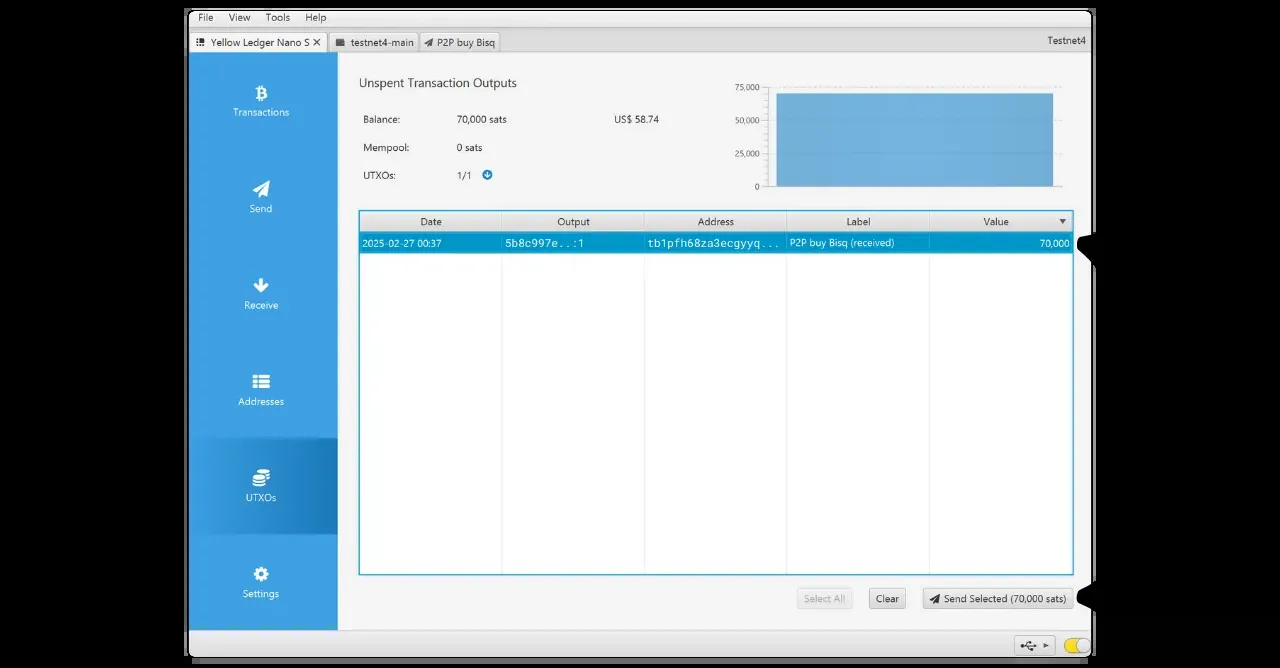 File View Tools Help
Yellow Ledger Nano S testnet4-main P2P buy Bisq Testnet4
Transactions
Send
Receive
Addresses
UTXOs
Settings
Unspent Transaction Outputs
Balance: 70,000 sats US$ 58.74
Mempool: 0 sats
UTXOs: 1/1
75,000
50,000
25,000
0
Date Output Address Label Value
2025-02-27 00:37 5b8c997e..:1 tb1pfh68za3ecgyyq... P2P buy Bisq (received) 70,000
Select All Clear Send Selected (70,000 sats)